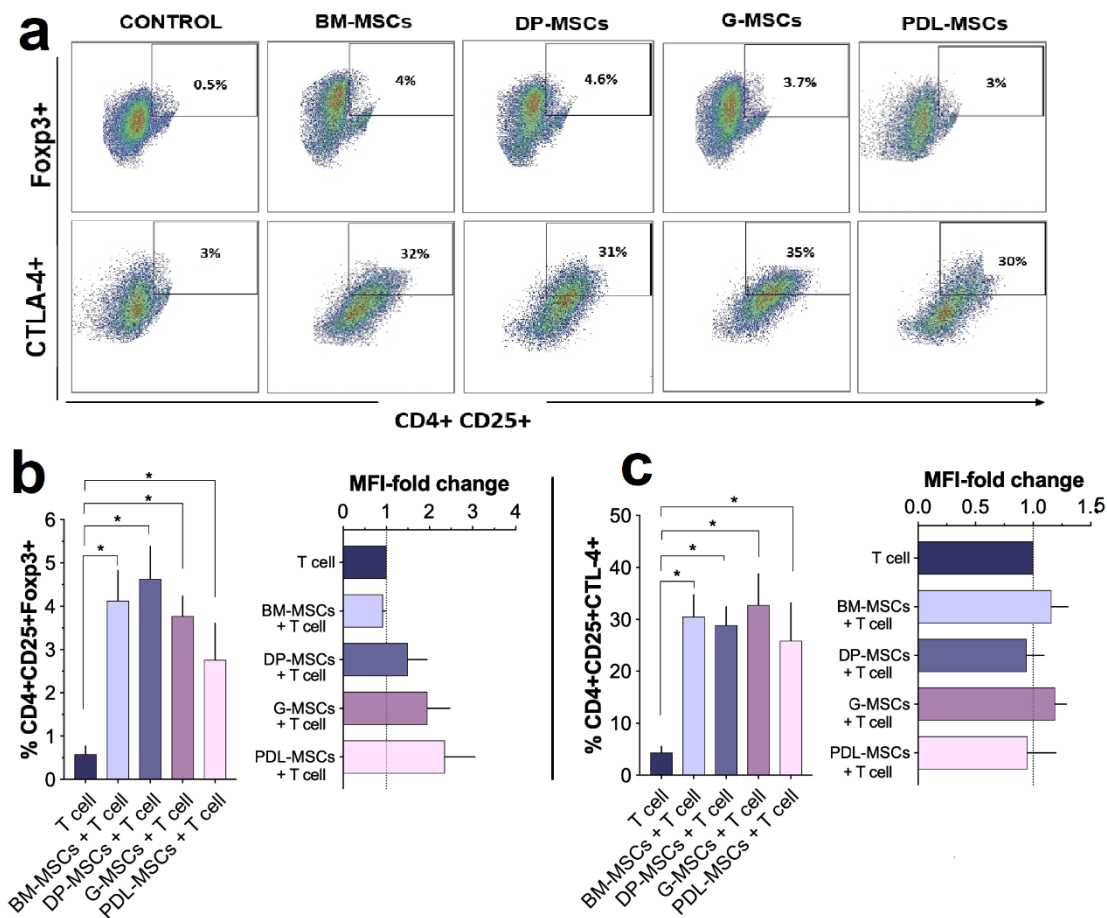 a
CONTROL BM-MSCs DP-MSCs G-MSCs PDL-MSCs
Foxp3+
0.5% 4% 4.6% 3.7% 3%
CTLA-4+
3% 32% 31% 35% 30%
CD4+ CD25+
b
% CD4+CD25+Foxp3+
6
5
4
3
2
1
0
* * * *
T cell
BM-MSCs + T cell
DP-MSCs + T cell
G-MSCs + T cell
PDL-MSCs + T cell
MFI-fold change
0 1 2 3 4
T cell
BM-MSCs
+ T cell
DP-MSCs
+ T cell
G-MSCs
+ T cell
PDL-MSCs
+ T cell
c
% CD4+CD25+CTL-4+
50
40
30
20
10
0
* * * *
T cell
BM-MSCs + T cell
DP-MSCs + T cell
G-MSCs + T cell
PDL-MSCs + T cell
MFI-fold change
0.0 0.5 1.0 1.5
T cell
BM-MSCs
+ T cell
DP-MSCs
+ T cell
G-MSCs
+ T cell
PDL-MSCs
+ T cell